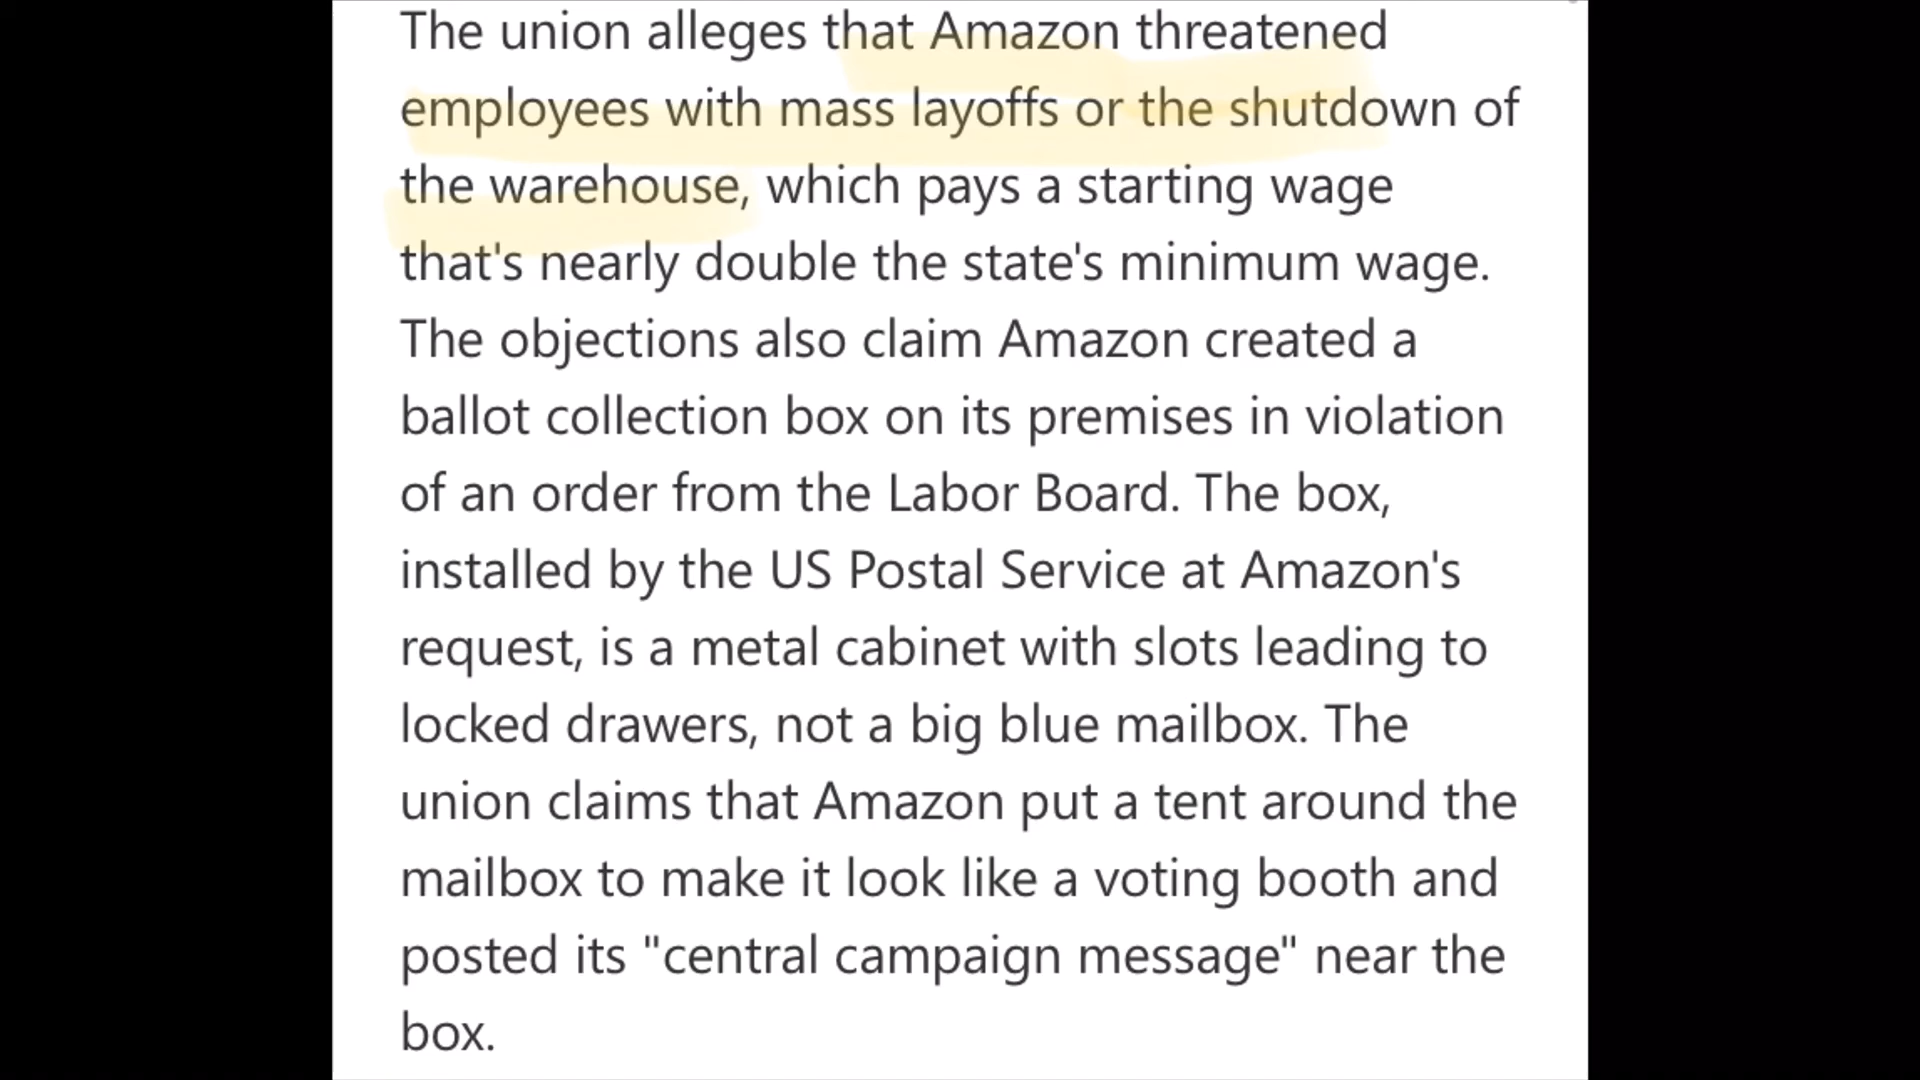 The union alleges that Amazon threatened
employees with mass layoffs or the shutdown of
the warehouse, which pays a starting wage
that's nearly double the state's minimum wage.
The objections also claim Amazon created a
ballot collection box on its premises in violation
of an order from the Labor Board. The box,
installed by the US Postal Service at Amazon's
request, is a metal cabinet with slots leading to
locked drawers, not a big blue mailbox. The
union claims that Amazon put a tent around the
mailbox to make it look like a voting booth and
posted its "central campaign message" near the
box.